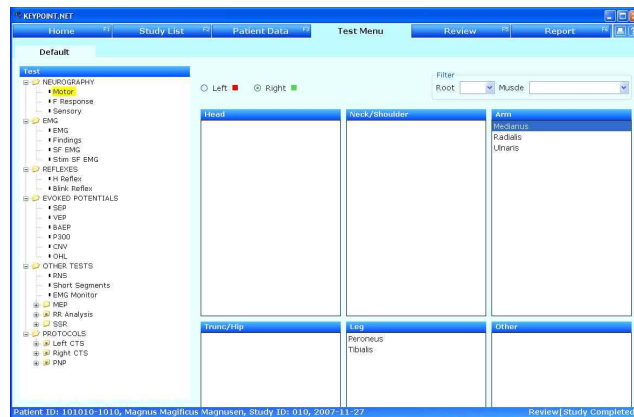 KEYPOINT.NET
Home F1 Study List F2 Patient Data F3 Test Menu Review F5 Report F6
Default
Test
NEUROGRAPHY
Motor
F Response
Sensory
EMG
EMG
Findings
SF EMG
Stim SF EMG
REFLEXES
H Reflex
Blink Reflex
EVOKED POTENTIALS
SEP
VEP
BAEP
P300
CNV
OHL
OTHER TESTS
RNS
Short Segments
EMG Monitor
MEP
RR Analysis
SSR
PROTOCOLS
Left CTS
Right CTS
PNP
Left Right
Filter
Root Muscle
Head
Neck/Shoulder
Arm
Medianus
Radialis
Ulnaris
Trunc/Hip
Leg
Peroneus
Tibialis
Other
Patient ID: 101010-1010, Magnus Magificus Magnusen, Study ID: 010, 2007-11-27 Review[Study Completed